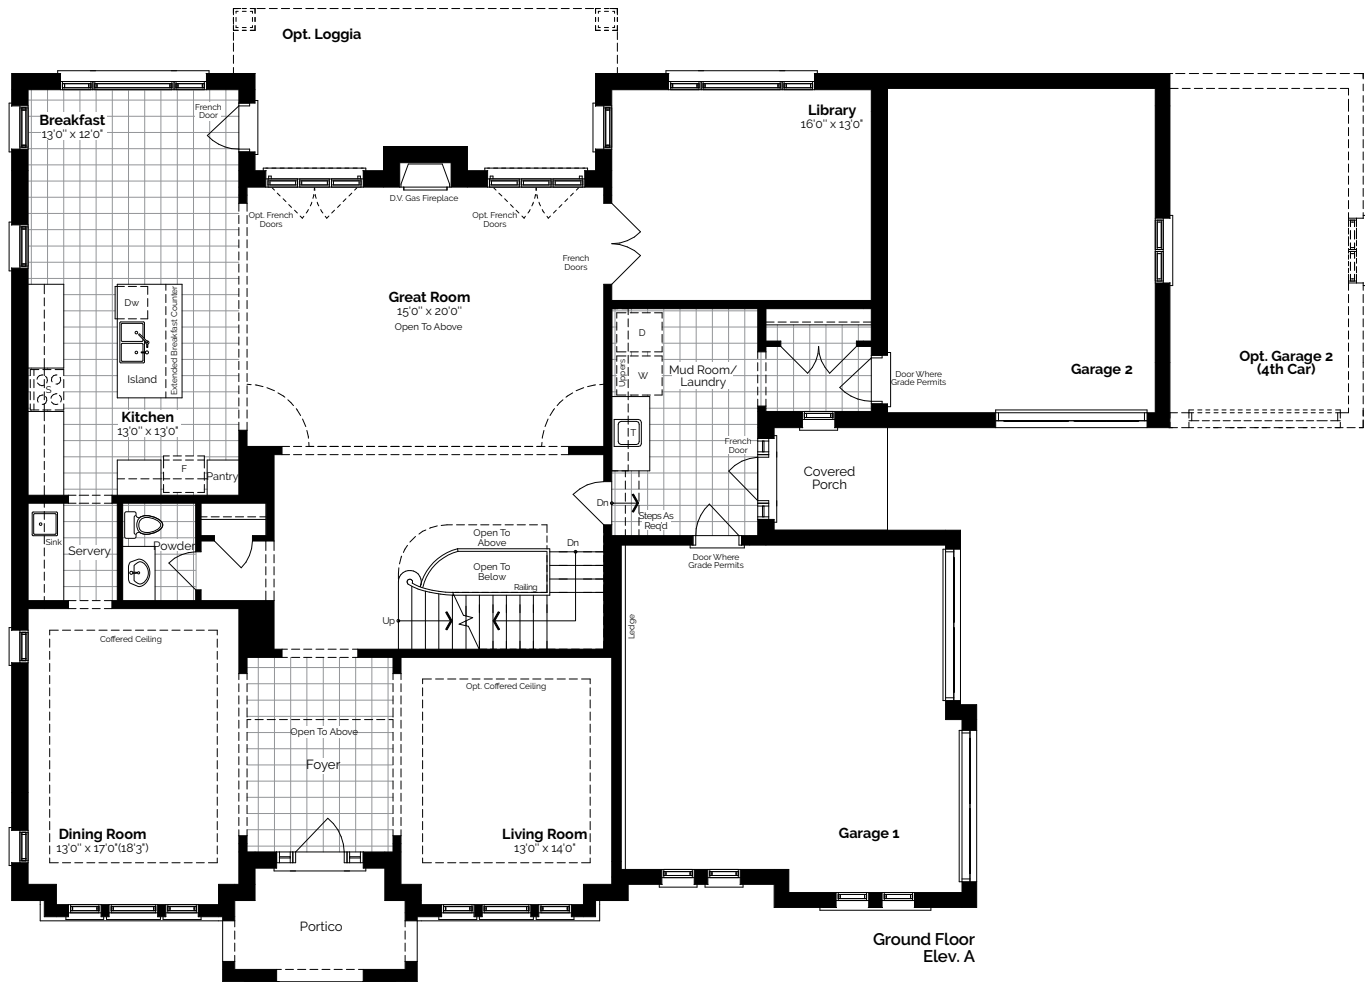 Opt. Loggia
Breakfast
13'0" x 12'0"
French
Door
Library
16'0" x 13'0"
D.V. Gas Fireplace
Opt. French
Doors
Opt. French
Doors
French
Doors
Great Room
15'0" x 20'0"
Open To Above
Dw
Extended Breakfast Counter
Island
S
Kitchen
13'0" x 13'0"
F
Pantry
D
Uppers
W
Mud Room/
Laundry
T
French
Door
Door Where
Grade Permits
Garage 2
Opt. Garage 2
(4th Car)
Covered
Porch
Dn
Steps As
Req'd
Sink
Servery
Powder
Open To
Above
Dn
Open To
Below
Railing
Up
Door Where
Grade Permits
Ledge
Coffered Ceiling
Opt. Coffered Ceiling
Open To Above
Foyer
Dining Room
13'0" x 17'0"(18'3")
Living Room
13'0" x 14'0"
Garage 1
Portico
Ground Floor
Elev. A